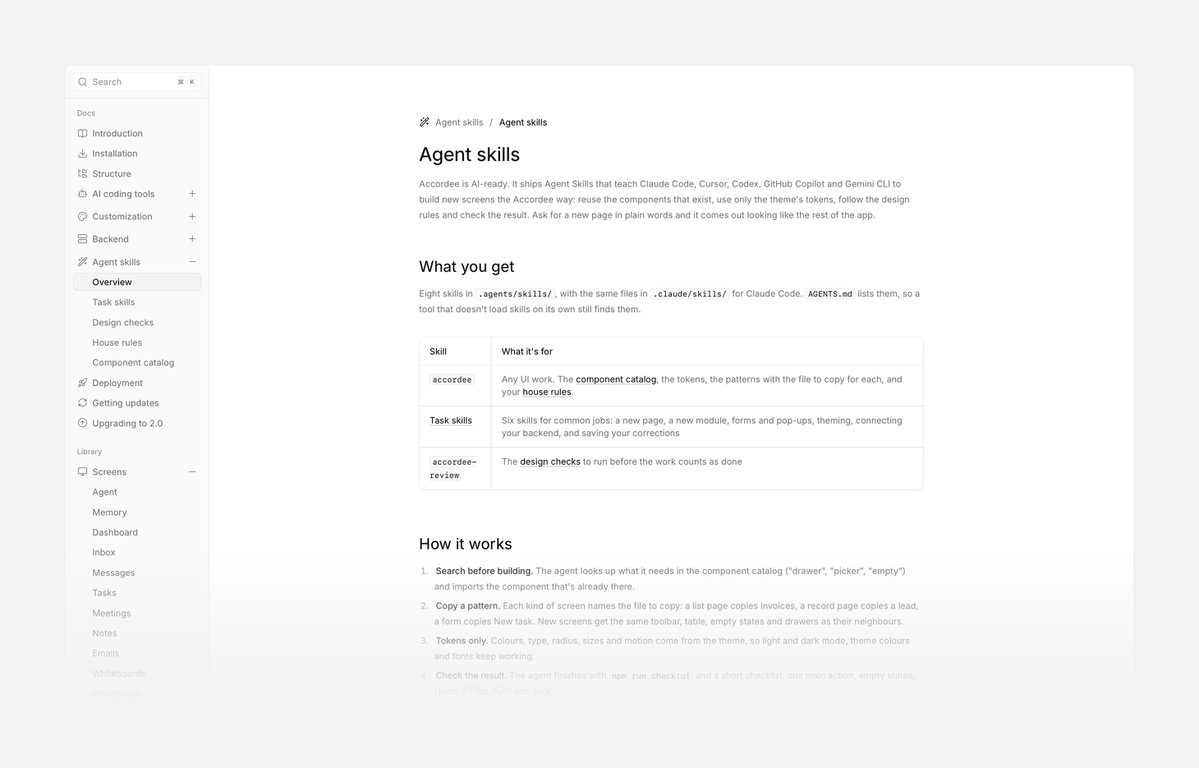 Search ⌘ K
Docs
Introduction
Installation
Structure
AI coding tools
Customization
Backend
Agent skills
Overview
Task skills
Design checks
House rules
Component catalog
Deployment
Getting updates
Upgrading to 2.0
Library
Screens
Agent
Memory
Dashboard
Inbox
Messages
Tasks
Meetings
Notes
Emails
Whiteboards
Agent skills / Agent skills
Agent skills
Accordee is AI-ready. It ships Agent Skills that teach Claude Code, Cursor, Codex, GitHub Copilot and Gemini CLI to
build new screens the Accordee way: reuse the components that exist, use only the theme's tokens, follow the design
rules and check the result. Ask for a new page in plain words and it comes out looking like the rest of the app.
What you get
Eight skills in .agents/skills/, with the same files in .claude/skills/ for Claude Code. AGENTS.md lists them, so a
tool that doesn't load skills on its own still finds them.
Skill What it's for
accordee Any UI work. The component catalog, the tokens, the patterns with the file to copy for each, and
your house rules.
Task skills Six skills for common jobs: a new page, a new module, forms and pop-ups, theming, connecting
your backend, and saving your corrections
accordee-
review
The design checks to run before the work counts as done
How it works
1. Search before building. The agent looks up what it needs in the component catalog ("drawer", "picker", "empty")
and imports the component that's already there.
2. Copy a pattern. Each kind of screen names the file to copy: a list page copies Invoices, a record page copies a lead,
a form copies New task. New screens get the same toolbar, table, empty states and drawers as their neighbours.
3. Tokens only. Colours, type, radius, sizes and motion come from the theme, so light and dark mode, theme colours
and fonts keep working.
4. Check the result. The agent finishes with npm run check:ui and a short checklist: one main action, empty states,